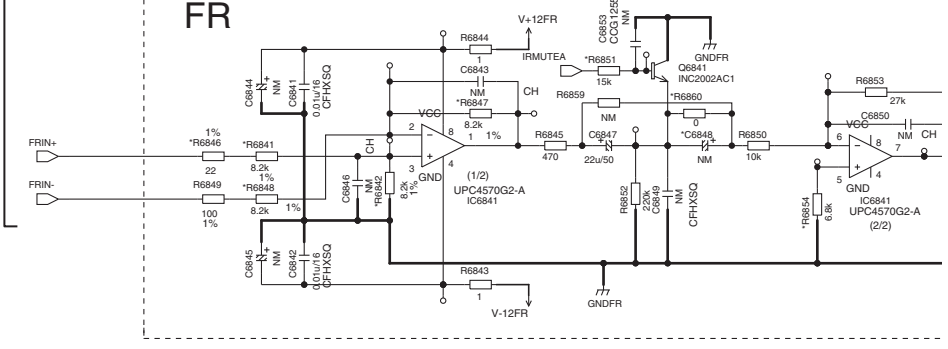 FR
V+12FR
R6844
1
C6843
NM
CH
*R6847
8.2k
1%
C6844
+
NM
C6841
0.01u/16
CFHXSQ
FRIN+
1%
*R6846
22
*R6841
8.2k
1%
FRIN-
R6849
100
1%
*R6848
8.2k
1%
CH
C6846
NM
*R6842
8.2k
1%
VCC
2
3
8
4
1
GND
(1/2)
UPC4570G2-A
IC6841
C6845
+
NM
C6842
0.01u/16
CFHXSQ
R6843
1
V-12FR
IRMUTEA
*R6851
15k
C6853
CCG1255
NM
Q6841
INC2002AC1
GNDFR
R6859
NM
*R6860
0
R6845
470
C6847
+
22u/50
*C6848
+
NM
R6850
10k
R6852
220k
C6849
NM
CFHXSQ
GNDFR
R6853
27k
C6850
NM
CH
VCC
6
5
8
4
7
GND
IC6841
UPC4570G2-A
(2/2)
*R6854
6.8k